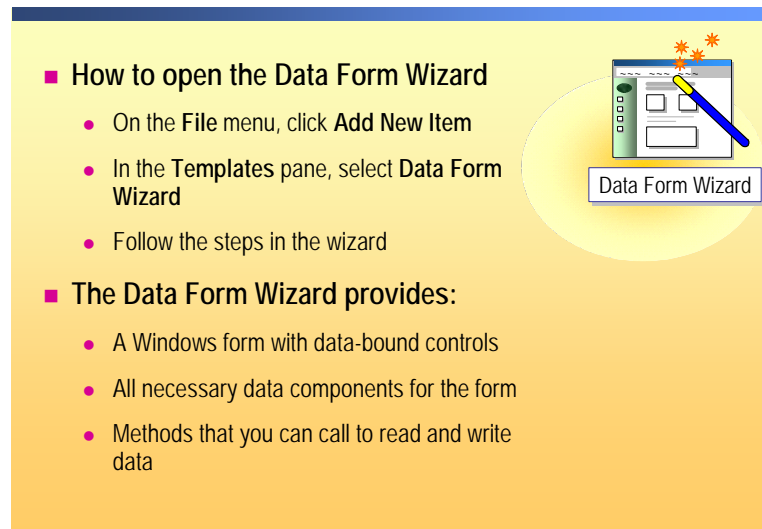 How to open the Data Form Wizard
On the File menu, click Add New Item
In the Templates pane, select Data Form
Wizard
Follow the steps in the wizard
The Data Form Wizard provides:
A Windows form with data-bound controls
All necessary data components for the form
Methods that you can call to read and write
data
Data Form Wizard